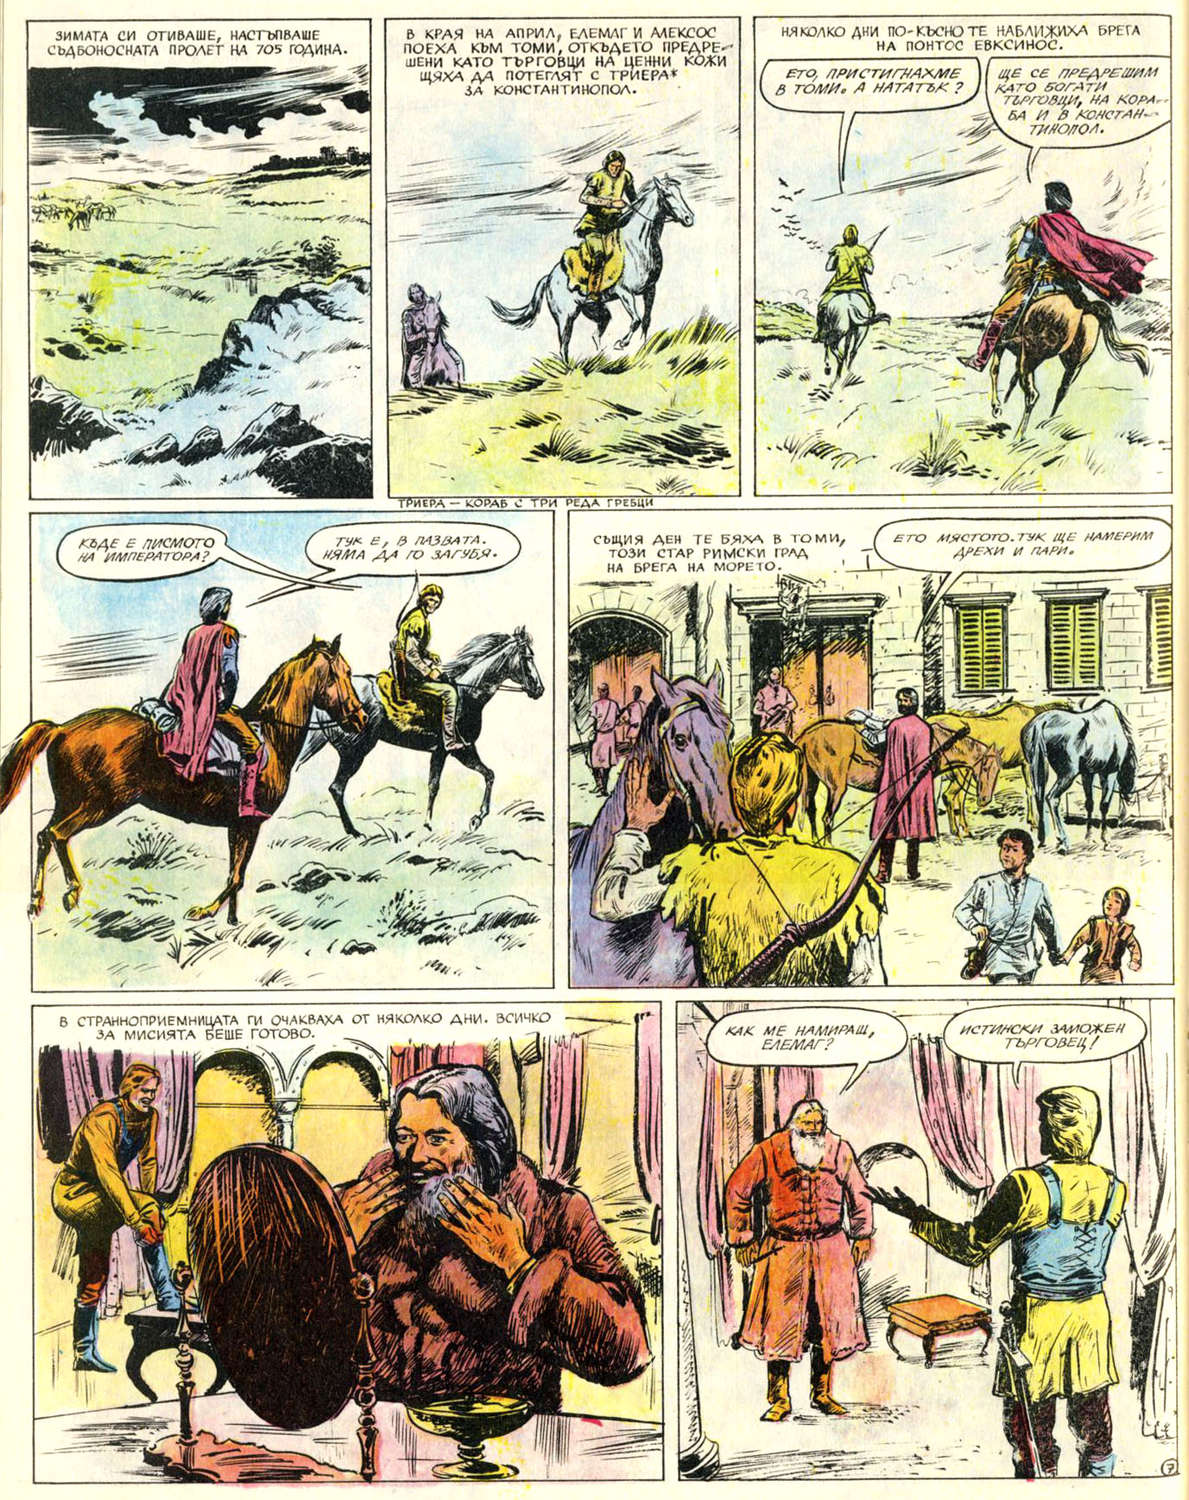 ЗИМАТА СИ ОТИВАШЕ, НАСТЪПВАШЕ
СЪДБОНОСНАТА ПРОЛЕТ НА 705 ГОДИНА.
В КРАЯ НА АПРИЛ, ЕЛЕМАГ И АЛЕКСОС
ПОЕХА КЪМ ТОМИ, ОТКЪДЕТО ПРЕДРЕ-
ШЕНИ КАТО ТЪРГОВЦИ НА ЦЕННИ КОЖИ
ЩЯХА ДА ПОТЕГЛЯТ С ТРИЕРА*
ЗА КОНСТАНТИНОПОЛ.
НЯКОЛКО ДНИ ПО-КЪСНО ТЕ НАБЛИЖИХА БРЕГА
НА ПОНТОС ЕВКСИНОС.
ЕТО, ПРИСТИГНАХМЕ
В ТОМИ. А НАТАТЪК?
ЩЕ СЕ ПРЕДРЕШИМ
КАТО БОГАТИ
ТЪРГОВЦИ, НА КОРА-
БА И В КОНСТАН-
ТИНОПОЛ.
ТРИЕРА — КОРАБ С ТРИ РЕДА ГРЕБЦИ
КЪДЕ Е ПИСМОТО
НА ИМПЕРАТОРА?
ТУК Е, В ПАЗВАТА.
НЯМА ДА ГО ЗАГУБЯ.
СЪЩИЯ ДЕН ТЕ БЯХА В ТОМИ,
ТОЗИ СТАР РИМСКИ ГРАД
НА БРЕГА НА МОРЕТО.
ЕТО МЯСТОТО. ТУК ЩЕ НАМЕРИМ
ДРЕХИ И ПАРИ.
В СТРАННОПРИЕМНИЦАТА ГИ ОЧАКВАХА ОТ НЯКОЛКО ДНИ. ВСИЧКО
ЗА МИСИЯТА БЕШЕ ГОТОВО.
КАК МЕ НАМИРАШ,
ЕЛЕМАГ?
ИСТИНСКИ ЗАМОЖЕН
ТЪРГОВЕЦ!
7